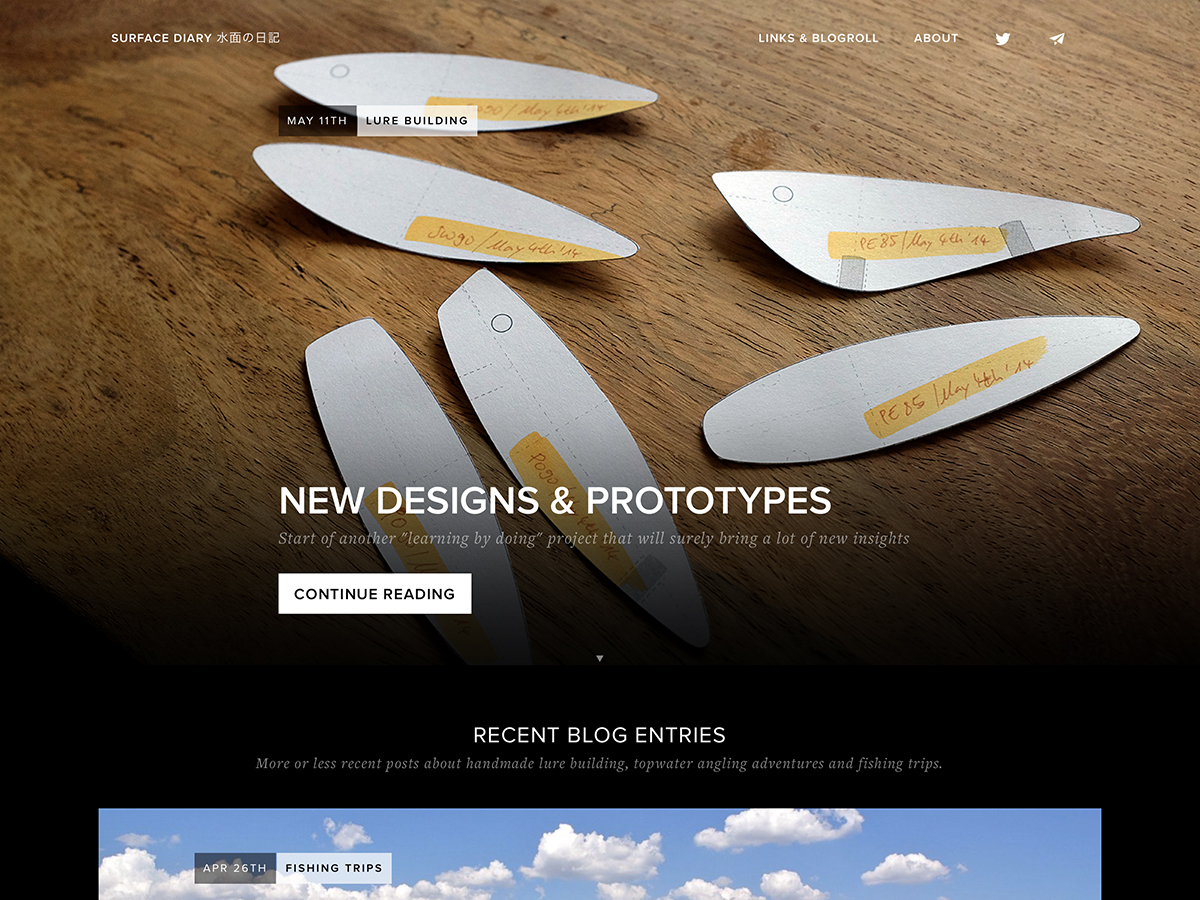 SURFACE DIARY 水面の日記
LINKS & BLOGROLL
ABOUT
MAY 11TH
LURE BUILDING
May 4th '14
SW90 / May 4th '14
PE85 / May 4th '14
PE85 / May 4th '14
NEW DESIGNS & PROTOTYPES
Start of another "learning by doing" project that will surely bring a lot of new insights
CONTINUE READING
RECENT BLOG ENTRIES
More or less recent posts about handmade lure building, topwater angling adventures and fishing trips.
APR 26TH
FISHING TRIPS